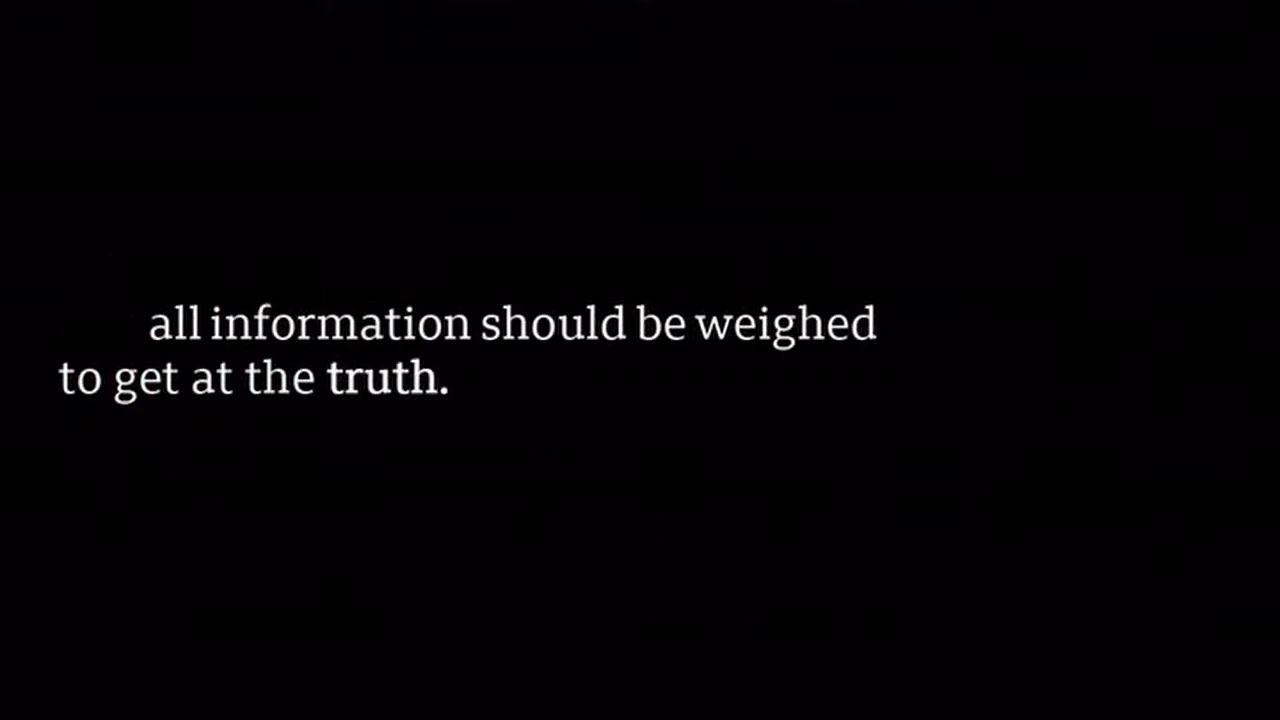 all information should be weighed
to get at the truth.